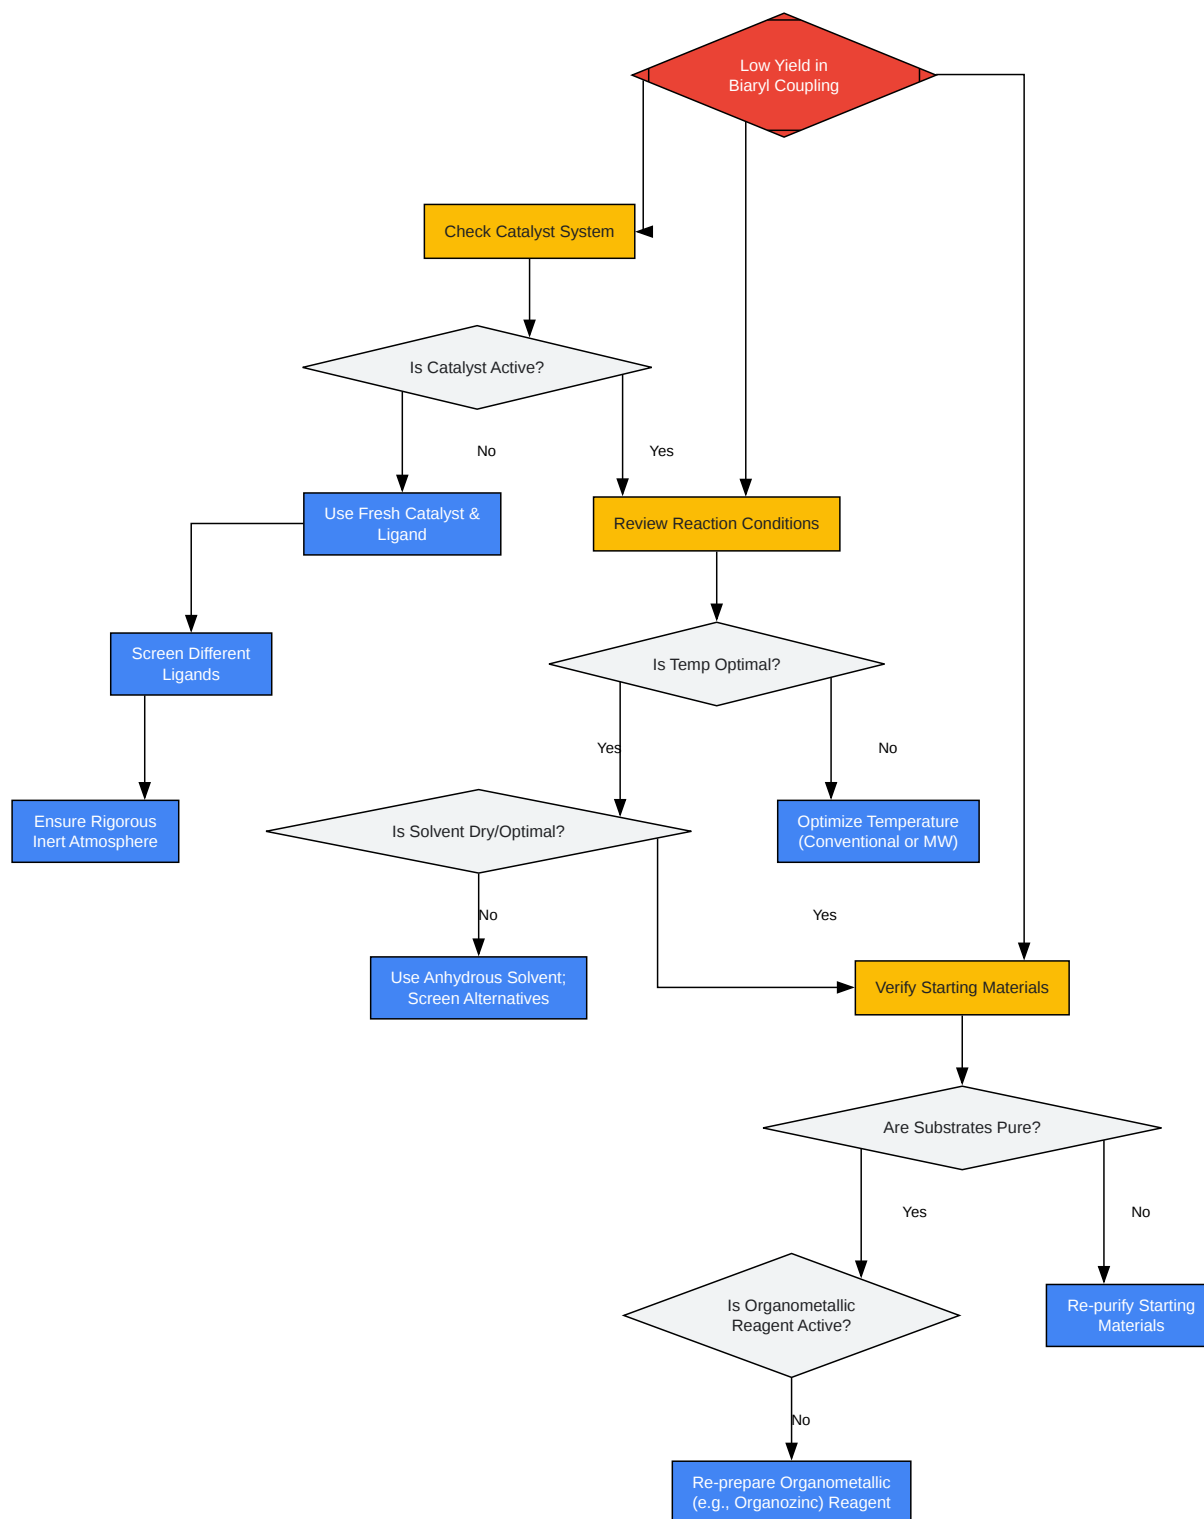 Low Yield in
Biaryl Coupling
Check Catalyst System
Is Catalyst Active?
No
Yes
Use Fresh Catalyst &
Ligand
Review Reaction Conditions
Screen Different
Ligands
Is Temp Optimal?
Yes
No
Ensure Rigorous
Inert Atmosphere
Is Solvent Dry/Optimal?
Optimize Temperature
(Conventional or MW)
No
Yes
Use Anhydrous Solvent;
Screen Alternatives
Verify Starting Materials
Are Substrates Pure?
Yes
No
Is Organometallic
Reagent Active?
Re-purify Starting
Materials
No
Re-prepare Organometallic
(e.g., Organozinc) Reagent